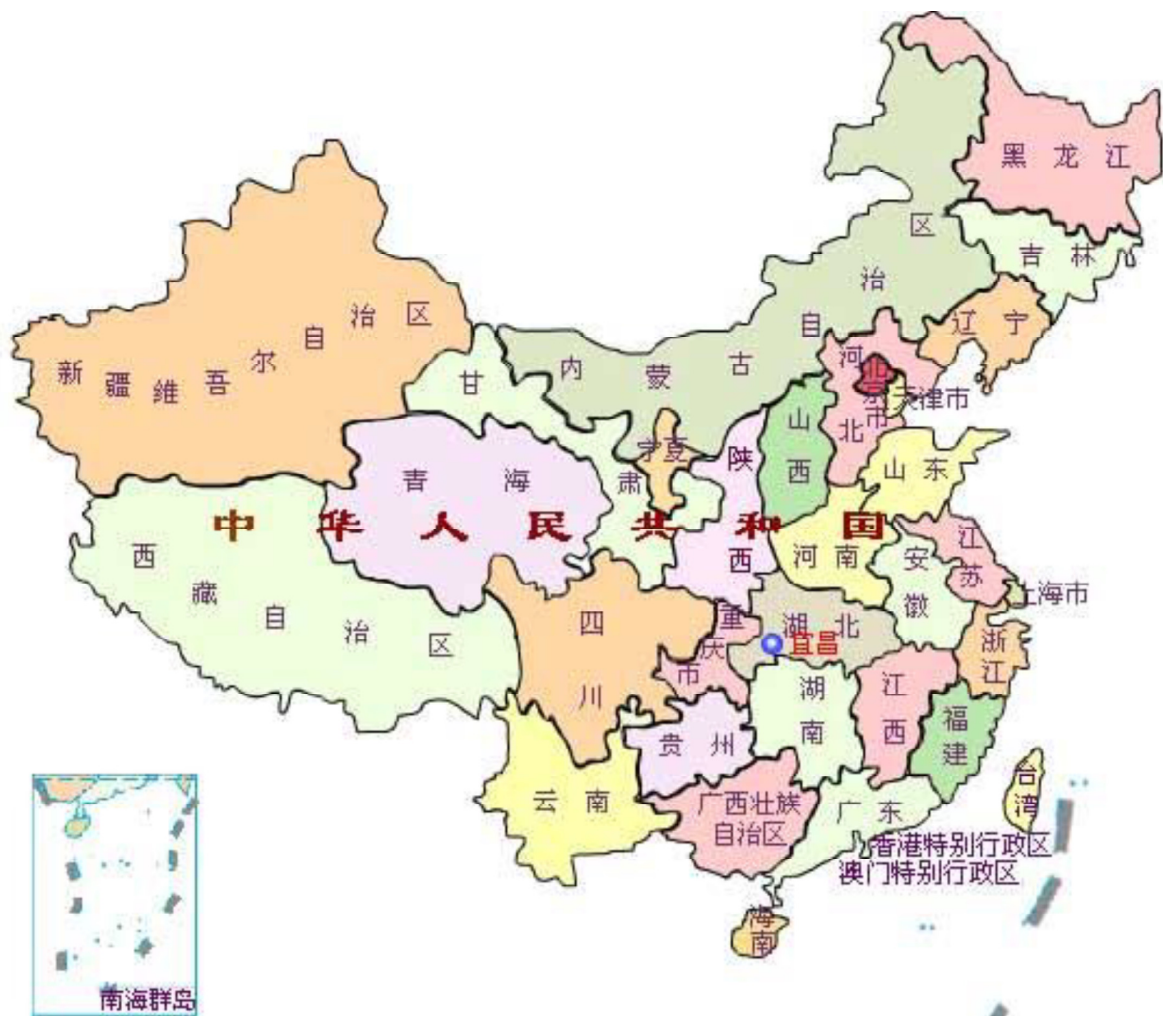 黑龙江
吉林
辽宁
内蒙古自治区
新疆维吾尔自治区
甘肃
青海
宁夏
陕西
山西
河北
北京市
天津市
山东
中华人民共和国
河南
江苏
安徽
上海市
西藏自治区
四川
重庆市
湖北
宜昌
浙江
湖南
江西
福建
贵州
云南
广西壮族
自治区
广东
台湾
香港特别行政区
澳门特别行政区
海南
南海群岛